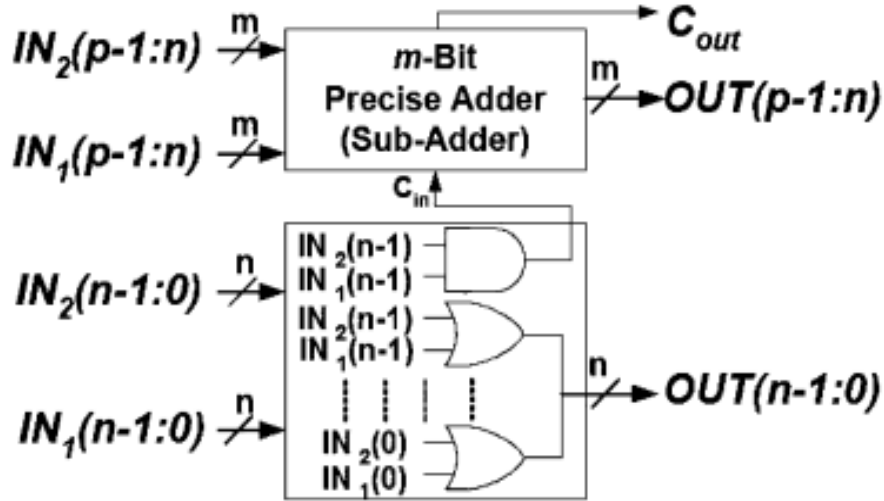 IN2(p-1:n)
m
m-Bit
Precise Adder
(Sub-Adder)
Cout
m
OUT(p-1:n)
IN1(p-1:n)
m
Cin
IN2(n-1:0)
n
IN2(n-1)
IN1(n-1)
IN2(n-1)
IN1(n-1)
n
OUT(n-1:0)
IN1(n-1:0)
n
IN2(0)
IN1(0)